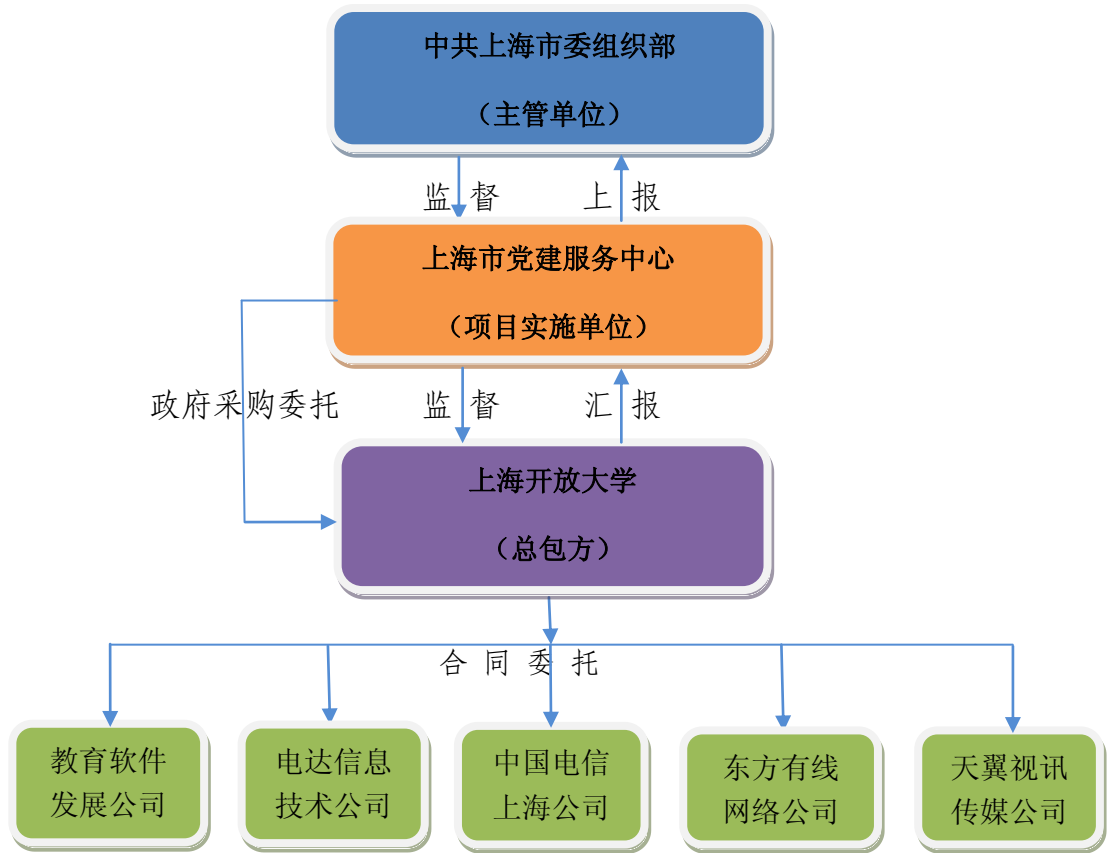 中共上海市委组织部
（主管单位）
监 督
上 报
上海市党建服务中心
（项目实施单位）
政府采购委托
监 督
汇 报
上海开放大学
（总包方）
合 同 委 托
教育软件
发展公司
电达信息
技术公司
中国电信
上海公司
东方有线
网络公司
天翼视讯
传媒公司